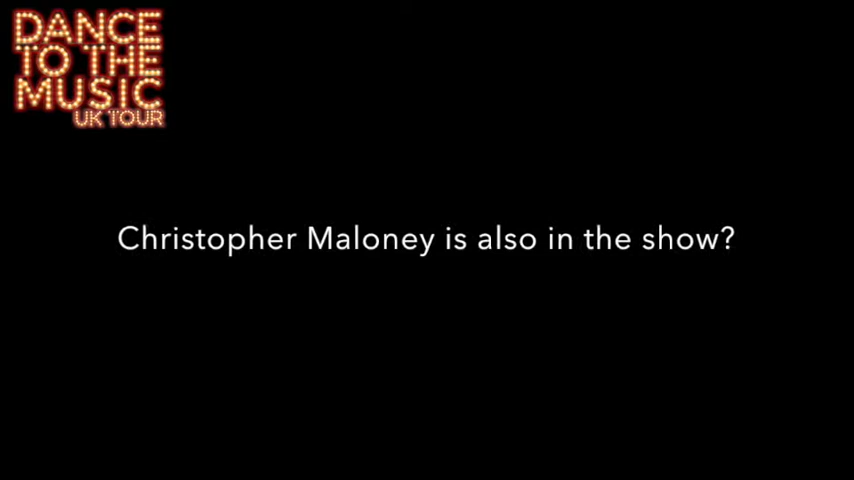 DANCE
TO THE
MUSIC
UK TOUR
Christopher Maloney is also in the show?